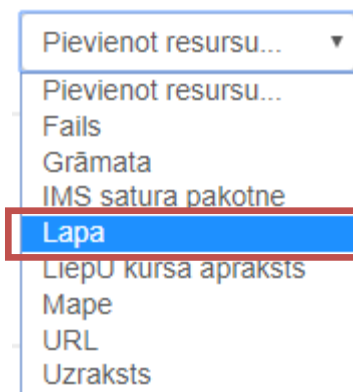 Pievienot resursu...
Pievienot resursu...
Fails
Grāmata
IMS satura pakotne
Lapa
LiepU kursa apraksts
Mape
URL
Uzraksts